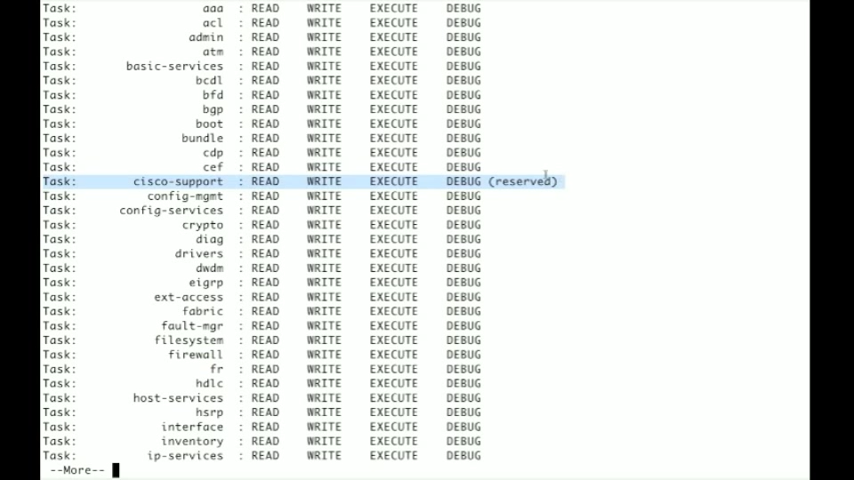 Task: aaa : READ WRITE EXECUTE DEBUG
Task: acl : READ WRITE EXECUTE DEBUG
Task: admin : READ WRITE EXECUTE DEBUG
Task: atm : READ WRITE EXECUTE DEBUG
Task: basic-services : READ WRITE EXECUTE DEBUG
Task: bcdl : READ WRITE EXECUTE DEBUG
Task: bfd : READ WRITE EXECUTE DEBUG
Task: bgp : READ WRITE EXECUTE DEBUG
Task: boot : READ WRITE EXECUTE DEBUG
Task: bundle : READ WRITE EXECUTE DEBUG
Task: cdp : READ WRITE EXECUTE DEBUG
Task: cef : READ WRITE EXECUTE DEBUG
Task: cisco-support : READ WRITE EXECUTE DEBUG (reserved)
Task: config-mgmt : READ WRITE EXECUTE DEBUG
Task: config-services : READ WRITE EXECUTE DEBUG
Task: crypto : READ WRITE EXECUTE DEBUG
Task: diag : READ WRITE EXECUTE DEBUG
Task: drivers : READ WRITE EXECUTE DEBUG
Task: dwdm : READ WRITE EXECUTE DEBUG
Task: eigrp : READ WRITE EXECUTE DEBUG
Task: ext-access : READ WRITE EXECUTE DEBUG
Task: fabric : READ WRITE EXECUTE DEBUG
Task: fault-mgr : READ WRITE EXECUTE DEBUG
Task: filesystem : READ WRITE EXECUTE DEBUG
Task: firewall : READ WRITE EXECUTE DEBUG
Task: fr : READ WRITE EXECUTE DEBUG
Task: hdlc : READ WRITE EXECUTE DEBUG
Task: host-services : READ WRITE EXECUTE DEBUG
Task: hsrp : READ WRITE EXECUTE DEBUG
Task: interface : READ WRITE EXECUTE DEBUG
Task: inventory : READ WRITE EXECUTE DEBUG
Task: ip-services : READ WRITE EXECUTE DEBUG
--More--